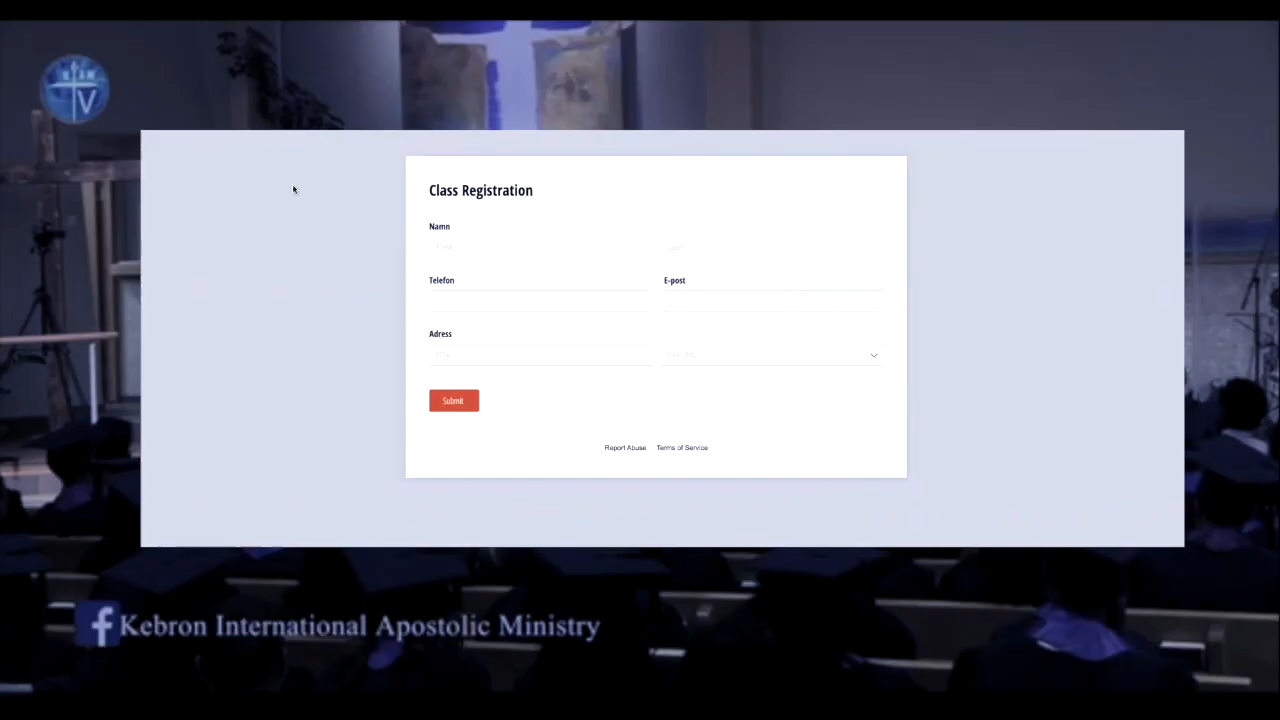 Class Registration
Namn
Telefon E-post
Adress
Submit
Report Abuse Terms of Service
f Kebron International Apostolic Ministry